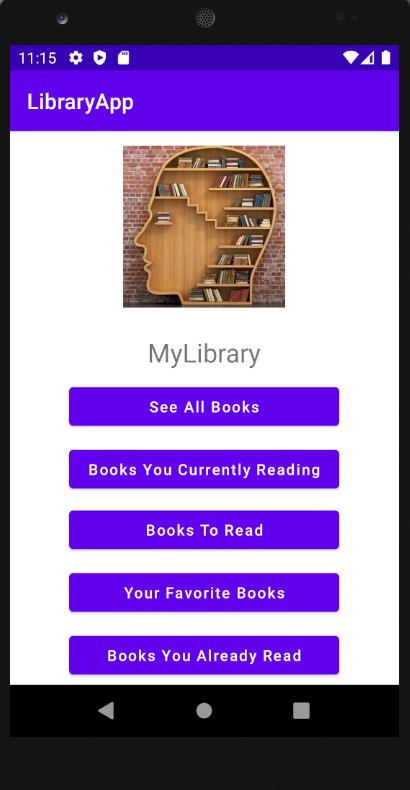 11:15
LibraryApp
MyLibrary
See All Books
Books You Currently Reading
Books To Read
Your Favorite Books
Books You Already Read